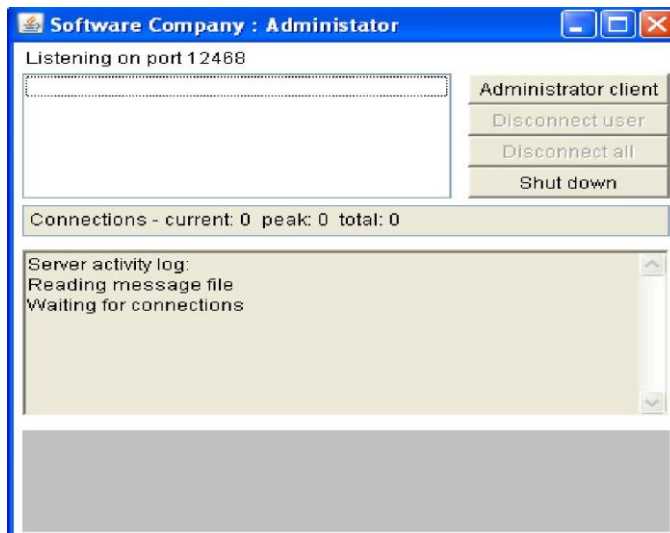 Software Company : Administator
Listening on port 12468
Administrator client
Disconnect user
Disconnect all
Shut down
Connections - current: 0 peak: 0 total: 0
Server activity log:
Reading message file
Waiting for connections